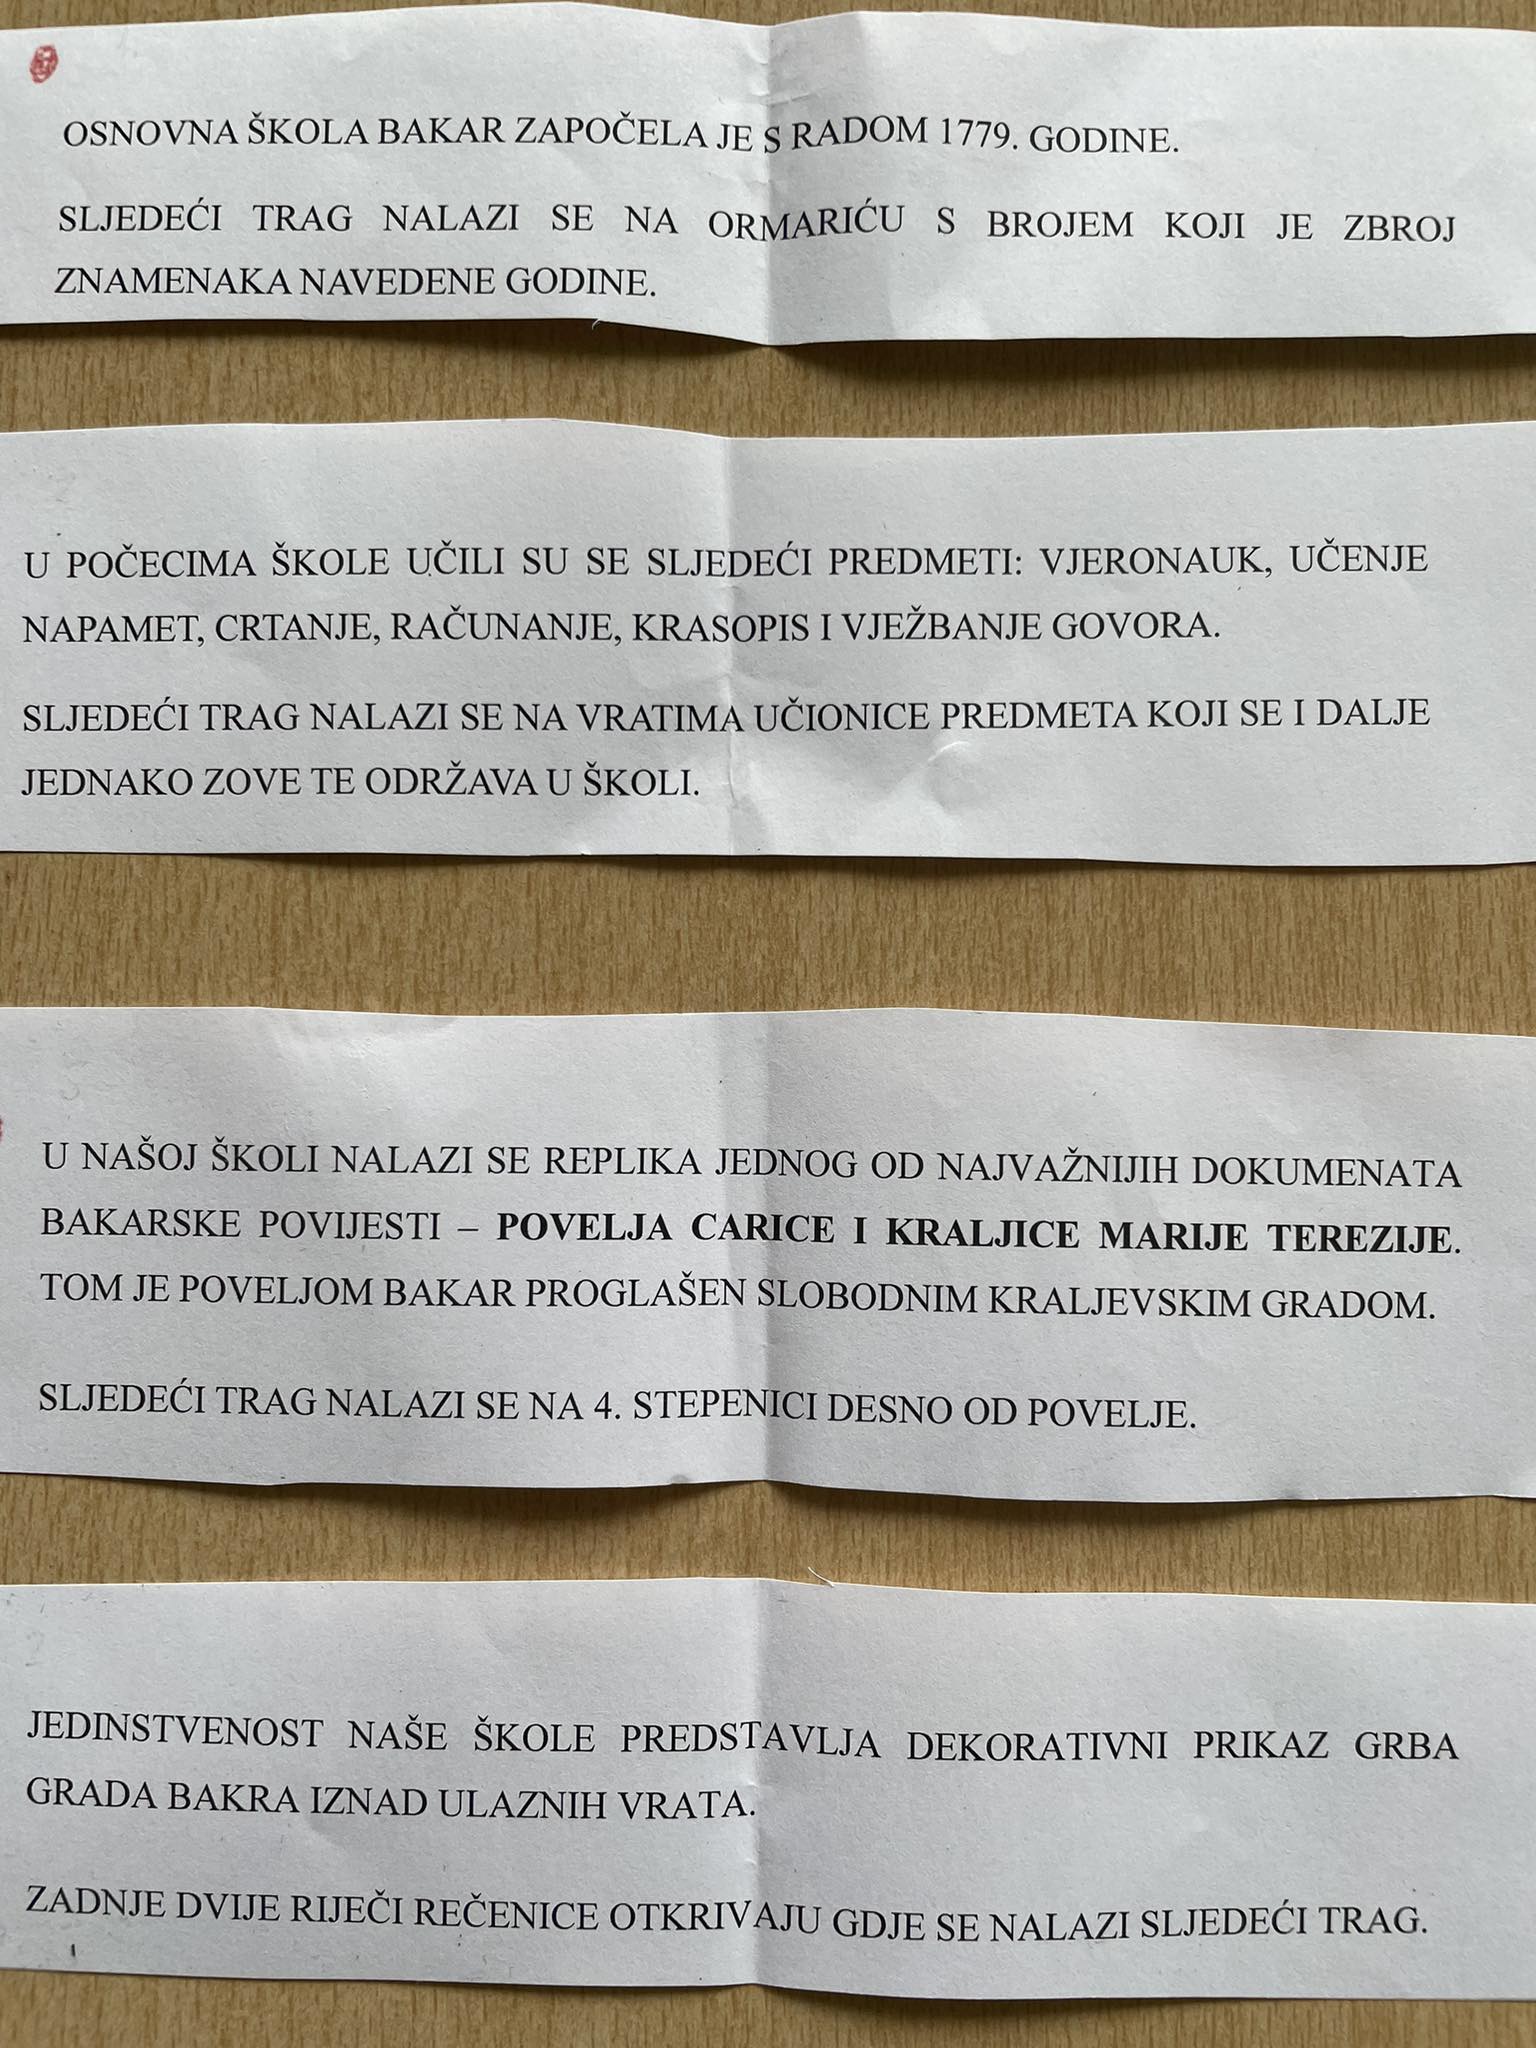 OSNOVNA ŠKOLA BAKAR ZAPOČELA JE S RADOM 1779. GODINE.
SLJEDEĆI TRAG NALAZI SE NA ORMARIĆU S BROJEM KOJI JE ZBROJ
ZNAMENAKA NAVEDENE GODINE.
U POČECIMA ŠKOLE UČILI SU SE SLJEDEĆI PREDMETI: VJERONAUK, UČENJE
NAPAMET, CRTANJE, RAČUNANJE, KRASOPIS I VJEŽBANJE GOVORA.
SLJEDEĆI TRAG NALAZI SE NA VRATIMA UČIONICE PREDMETA KOJI SE I DALJE
JEDNAKO ZOVE TE ODRŽAVA U ŠKOLI.
U NAŠOJ ŠKOLI NALAZI SE REPLIKA JEDNOG OD NAJVAŽNIJIH DOKUMENATA
BAKARSKE POVIJESTI – POVELJA CARICE I KRALJICE MARIJE TEREZIJE.
TOM JE POVELJOM BAKAR PROGLAŠEN SLOBODNIM KRALJEVSKIM GRADOM.
SLJEDEĆI TRAG NALAZI SE NA 4. STEPENICI DESNO OD POVELJE.
JEDINSTVENOST NAŠE ŠKOLE PREDSTAVLJA DEKORATIVNI PRIKAZ GRBA
GRADA BAKRA IZNAD ULAZNIH VRATA.
ZADNJE DVIJE RIJEČI REČENICE OTKRIVAJU GDJE SE NALAZI SLJEDEĆI TRAG.